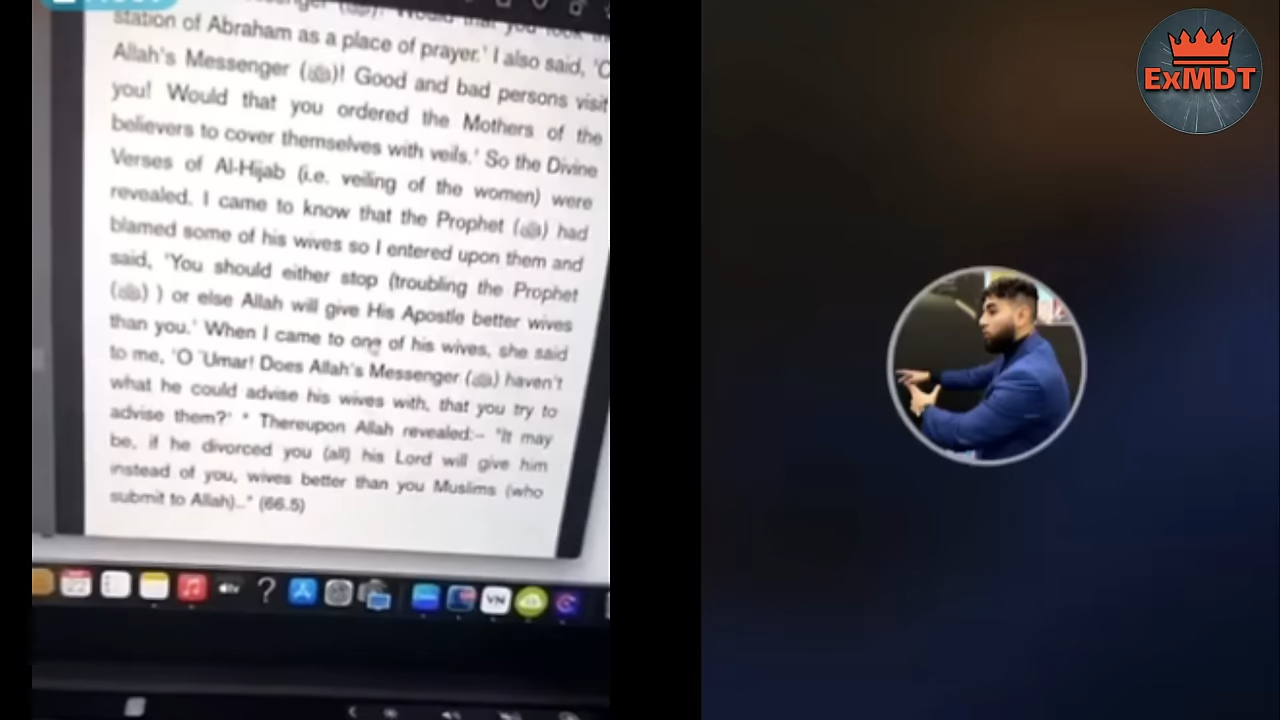 station of Abraham as a place of prayer.' I also said, 'O
Allah's Messenger (ﷺ)! Good and bad persons visit
you! Would that you ordered the Mothers of the
believers to cover themselves with veils.' So the Divine
Verses of Al-Hijab (i.e. veiling of the women) were
revealed. I came to know that the Prophet (ﷺ) had
blamed some of his wives so I entered upon them and
said, 'You should either stop (troubling the Prophet
(ﷺ) ) or else Allah will give His Apostle better wives
than you.' When I came to one of his wives, she said
to me, 'O `Umar! Does Allah's Messenger (ﷺ) haven't
what he could advise his wives with, that you try to
advise them?' " Thereupon Allah revealed:-- "It may
be, if he divorced you (all) his Lord will give him
instead of you, wives better than you Muslims (who
submit to Allah).." (66.5)
VN
ExMDT